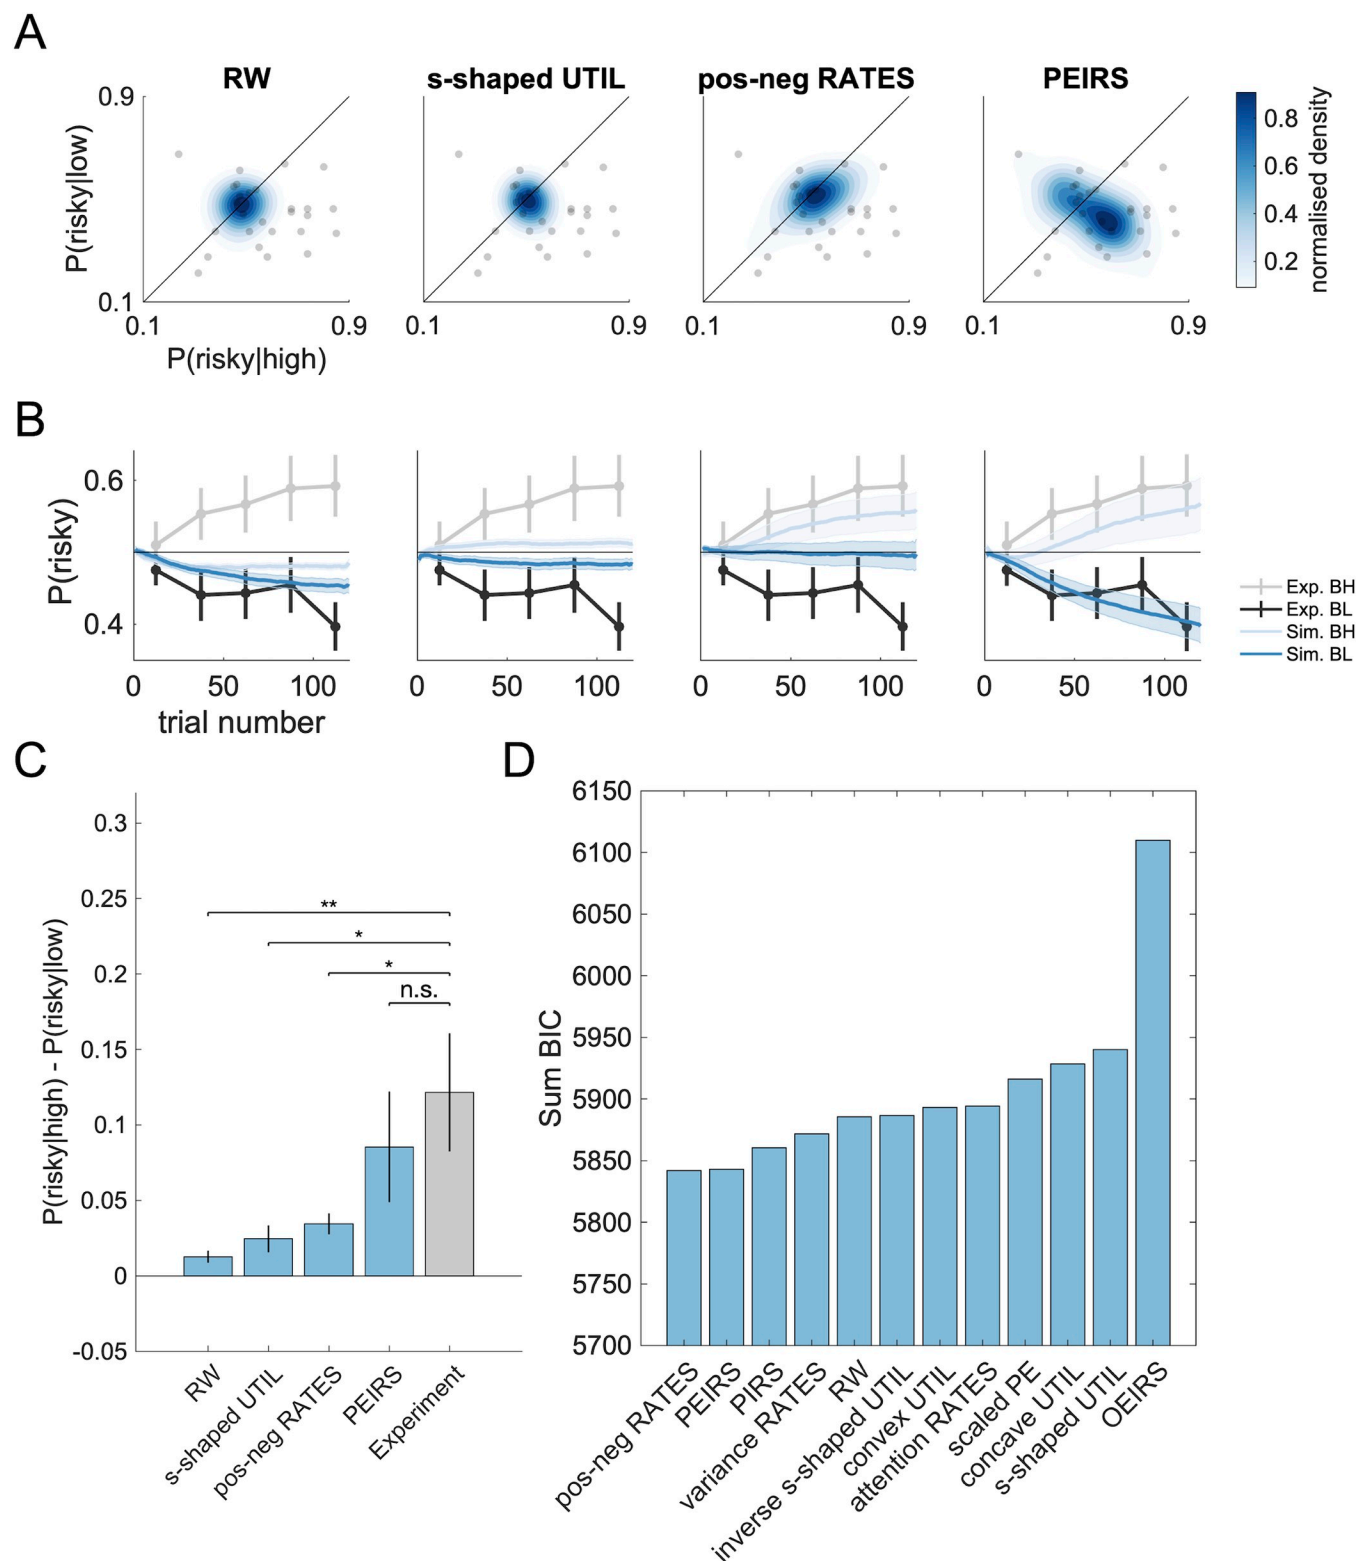 A
RW
s-shaped UTIL
pos-neg RATES
PEIRS
0.9
P(risky|low)
0.1
0.1
0.9
0.1
0.9
0.1
0.9
0.1
0.9
P(risky|high)
0.8
0.6
0.4
0.2
normalised density
B
0.6
P(risky)
0.4
0
50
100
0
50
100
0
50
100
0
50
100
trial number
Exp. BH
Exp. BL
Sim. BH
Sim. BL
C
0.3
0.25
0.2
0.15
0.1
0.05
0
-0.05
P(risky|high) - P(risky|low)
**
*
*
n.s.
RW
s-shaped UTIL
pos-neg RATES
PEIRS
Experiment
D
6150
6100
6050
6000
5950
5900
5850
5800
5750
5700
Sum BIC
pos-neg RATES
PEIRS
PIRS
variance RATES
RW
inverse s-shaped UTIL
convex UTIL
attention RATES
scaled PE
concave UTIL
s-shaped UTIL
OEIRS